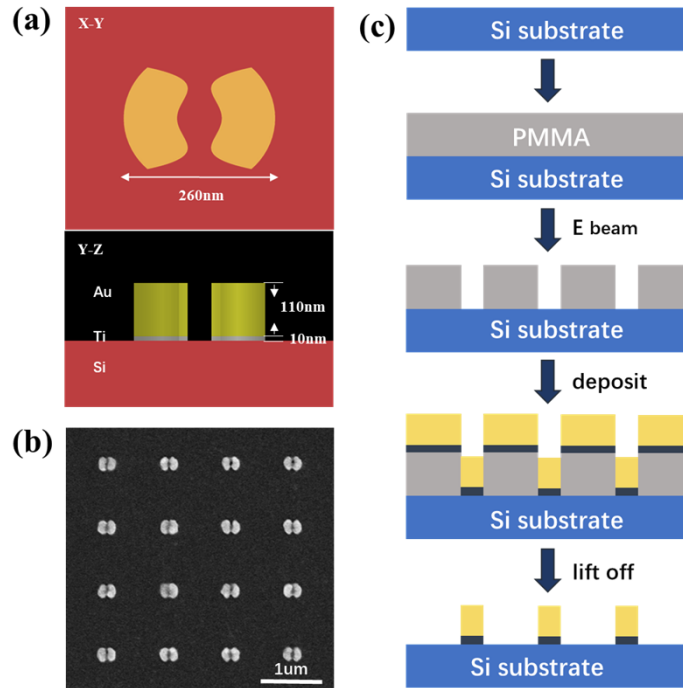 (a)
X-Y
260nm
Y-Z
Au
110nm
Ti
10nm
Si
(b)
1um
(c)
Si substrate
PMMA
Si substrate
E beam
Si substrate
deposit
Si substrate
lift off
Si substrate